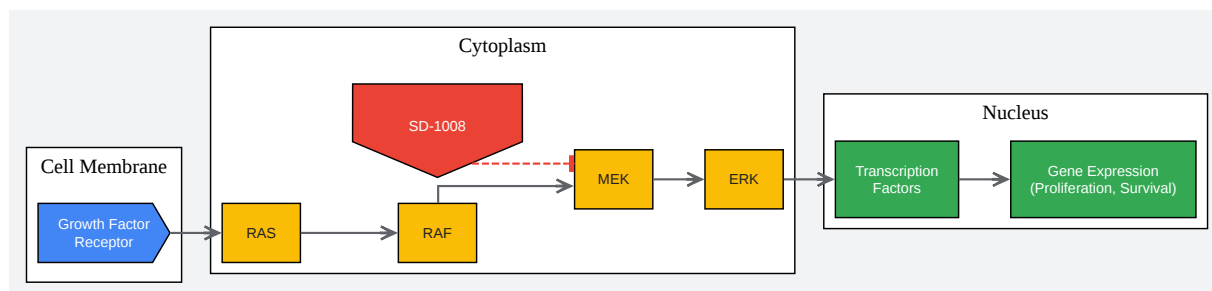 Cell Membrane
Growth Factor
Receptor
Cytoplasm
SD-1008
RAS
RAF
MEK
ERK
Nucleus
Transcription
Factors
Gene Expression
(Proliferation, Survival)